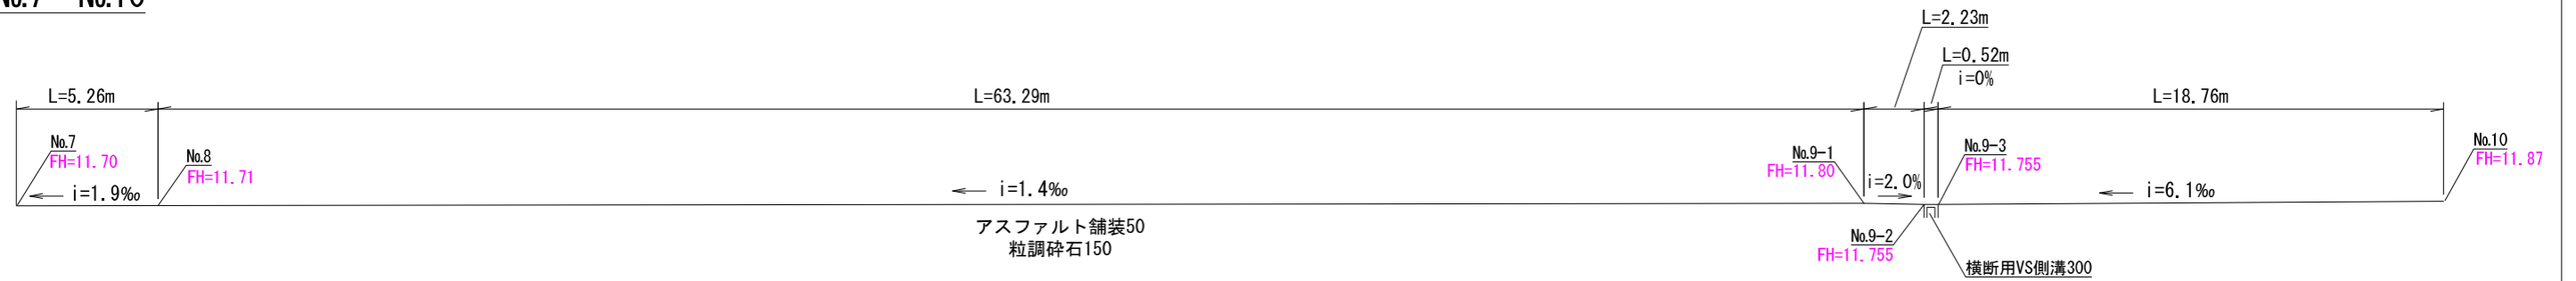 L=2.23m
L=0.52m
i=0%
L=5.26m
L=63.29m
L=18.76m
No.7
FH=11.70
No.8
FH=11.71
No.9-1
FH=11.80
No.9-3
FH=11.755
No.10
FH=11.87
i=1.9‰
i=1.4‰
i=2.0%
i=6.1‰
アスファルト舗装50
粒調砕石150
No.9-2
FH=11.755
横断用VS側溝300